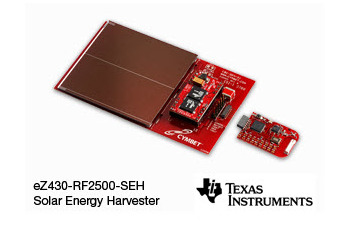 CYMBET
eZ430-RF2500-SEH
Solar Energy Harvester
TEXAS
INSTRUMENTS